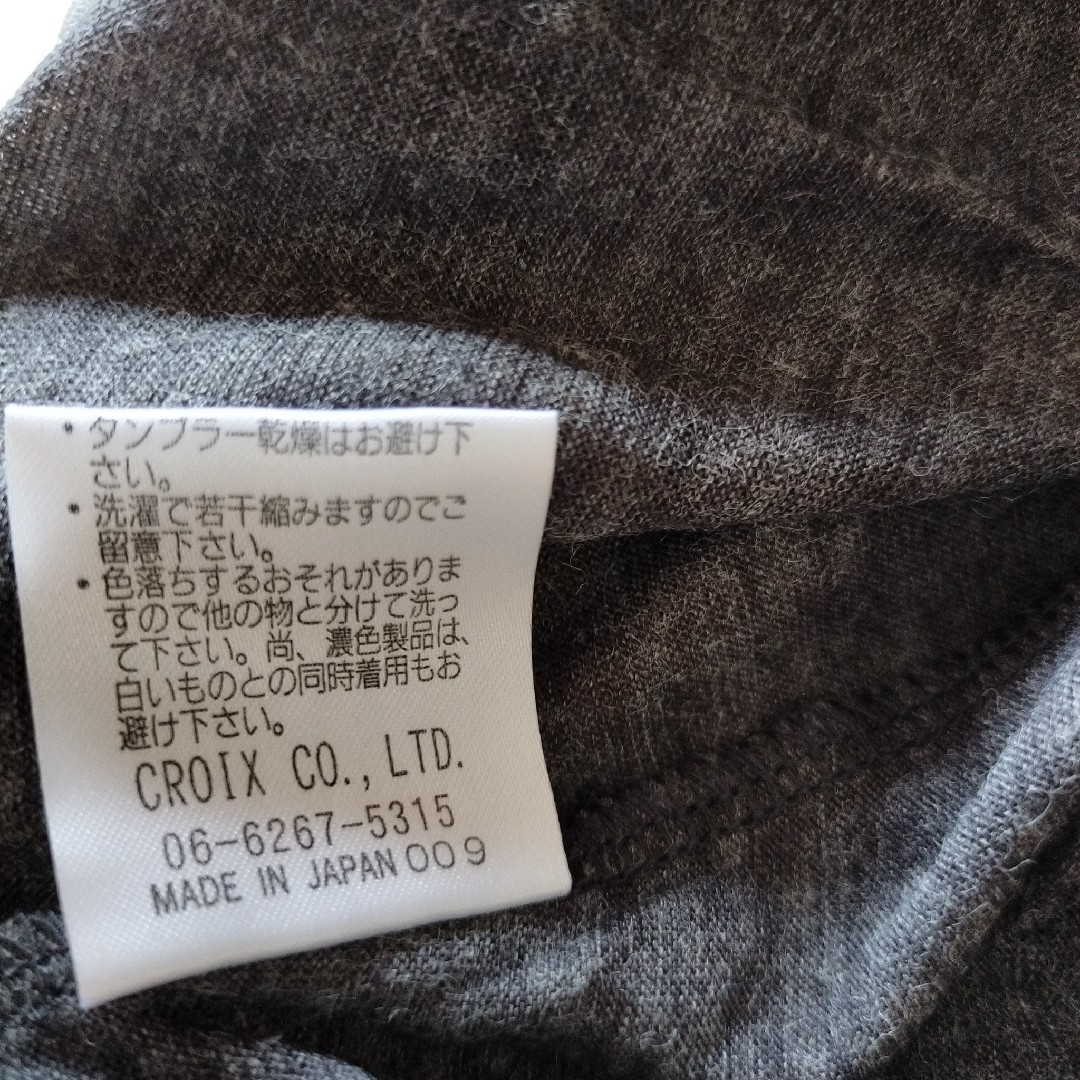 ・タンブラー乾燥はお避け下
さい。
・洗濯で若干縮みますのでご
留意下さい。
・色落ちするおそれがありま
すので他の物と分けて洗っ
て下さい。尚、濃色製品は、
白いものとの同時着用もお
避け下さい。
CROIX CO., LTD.
06-6267-5315
MADE IN JAPAN 009